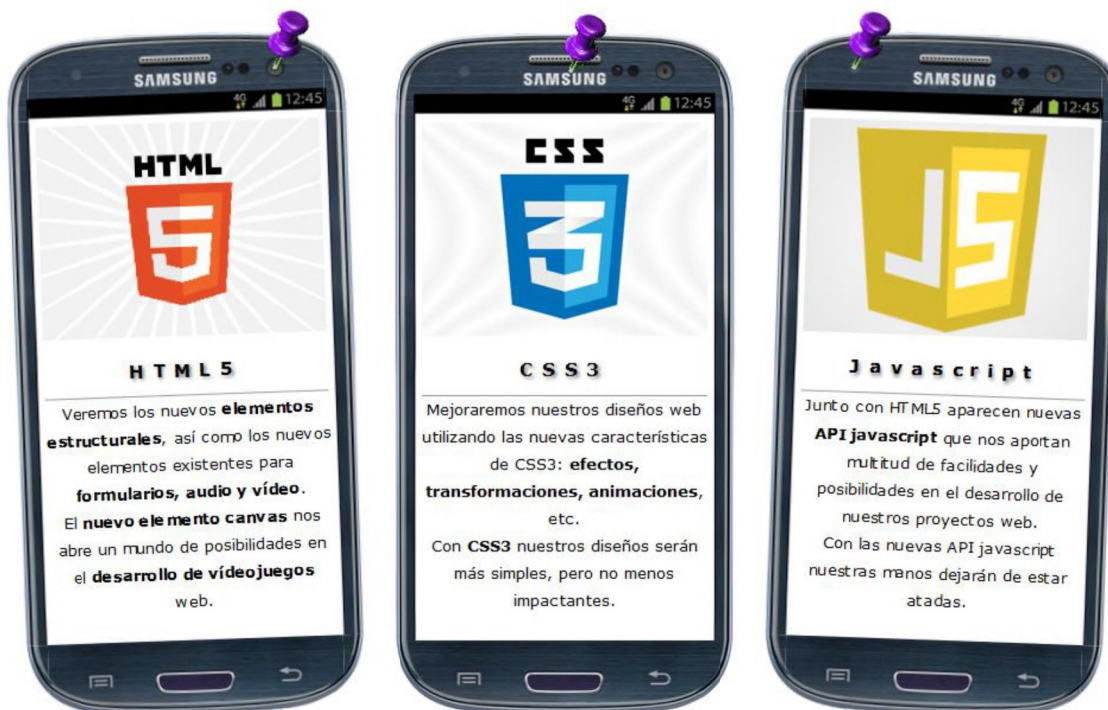 SAMSUNG
4G 12:45
HTML
5
HTML5
Veremos los nuevos elementos
estructurales, así como los nuevos
elementos existentes para
formularios, audio y vídeo.
El nuevo elemento canvas nos
abre un mundo de posibilidades en
el desarrollo de vídeojuegos
web.
SAMSUNG
4G 12:45
CSS
3
CSS3
Mejoraremos nuestros diseños web
utilizando las nuevas características
de CSS3: efectos,
transformaciones, animaciones,
etc.
Con CSS3 nuestros diseños serán
más simples, pero no menos
impactantes.
SAMSUNG
4G 12:45
JS
Javascript
Junto con HTML5 aparecen nuevas
API javascript que nos aportan
multitud de facilidades y
posibilidades en el desarrollo de
nuestros proyectos web.
Con las nuevas API javascript
nuestras manos dejarán de estar
atadas.